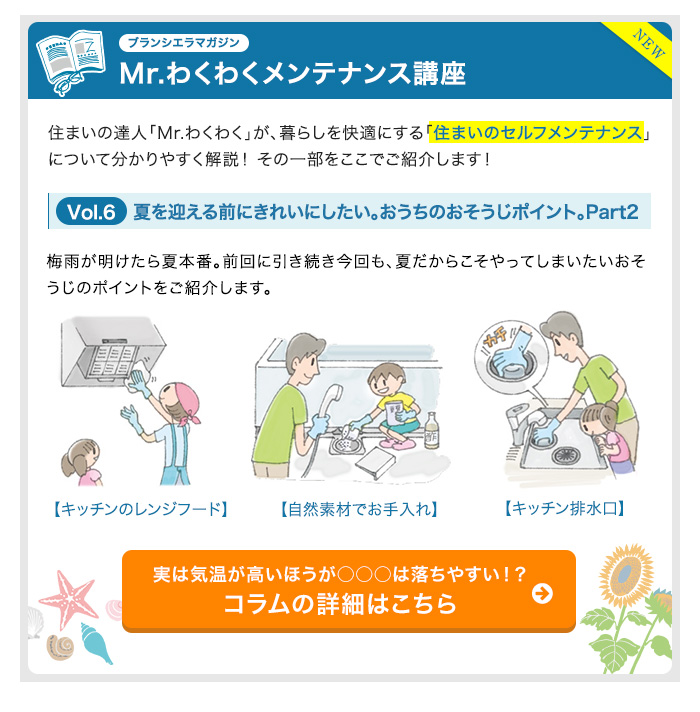 ブランシエラマガジン
Mr.わくわくメンテナンス講座
NEW
住まいの達人「Mr.わくわく」が、暮らしを快適にする「住まいのセルフメンテナンス」
について分かりやすく解説！ その一部をここでご紹介します！
Vol.6 夏を迎える前にきれいにしたい。おうちのおそうじポイント。Part2
梅雨が明けたら夏本番。前回に引き続き今回も、夏だからこそやってしまいたいおそ
うじのポイントをご紹介します。
カチッ
【キッチンのレンジフード】
【自然素材でお手入れ】
【キッチン排水口】
実は気温が高いほうが○○○は落ちやすい！？
コラムの詳細はこちら